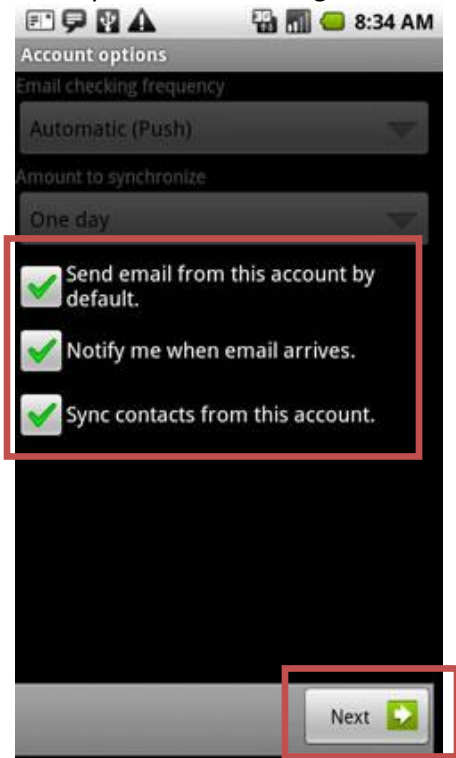 8:34 AM
Account options
Email checking frequency
Automatic (Push)
Amount to synchronize
One day
Send email from this account by
default.
Notify me when email arrives.
Sync contacts from this account.
Next